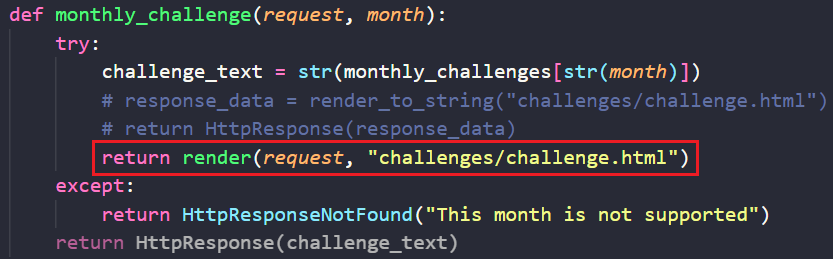 def monthly_challenge(request, month):
    try:
        challenge_text = str(monthly_challenges[str(month)])
        # response_data = render_to_string("challenges/challenge.html")
        # return HttpResponse(response_data)
        return render(request, "challenges/challenge.html")
    except:
        return HttpResponseNotFound("This month is not supported")
    return HttpResponse(challenge_text)